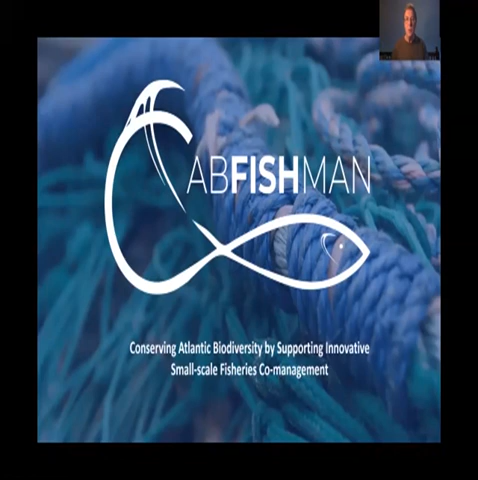 CABFISHMAN
Conserving Atlantic Biodiversity by Supporting Innovative
Small-scale Fisheries Co-management